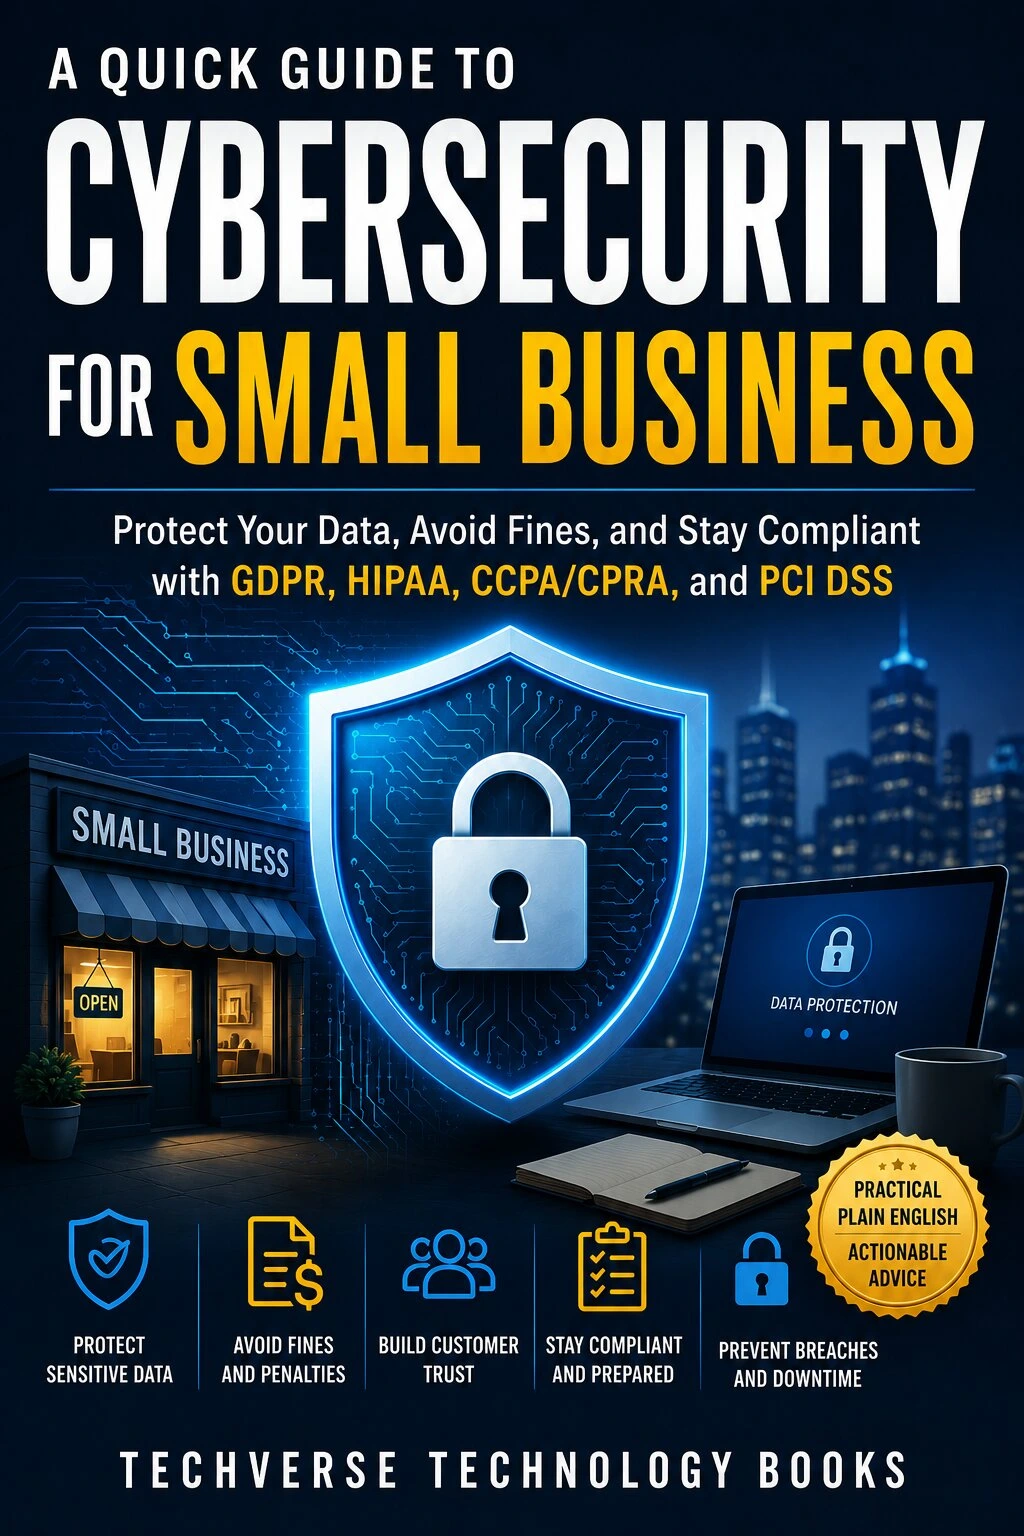 A QUICK GUIDE TO
CYBERSECURITY
FOR SMALL BUSINESS
Protect Your Data, Avoid Fines, and Stay Compliant
with GDPR, HIPAA, CCPA/CPRA, and PCI DSS
SMALL BUSINESS
OPEN
DATA PROTECTION
PRACTICAL
PLAIN ENGLISH
ACTIONABLE
ADVICE
PROTECT
SENSITIVE DATA
AVOID FINES
AND PENALTIES
BUILD CUSTOMER
TRUST
STAY COMPLIANT
AND PREPARED
PREVENT BREACHES
AND DOWNTIME
TECHVERSE TECHNOLOGY BOOKS